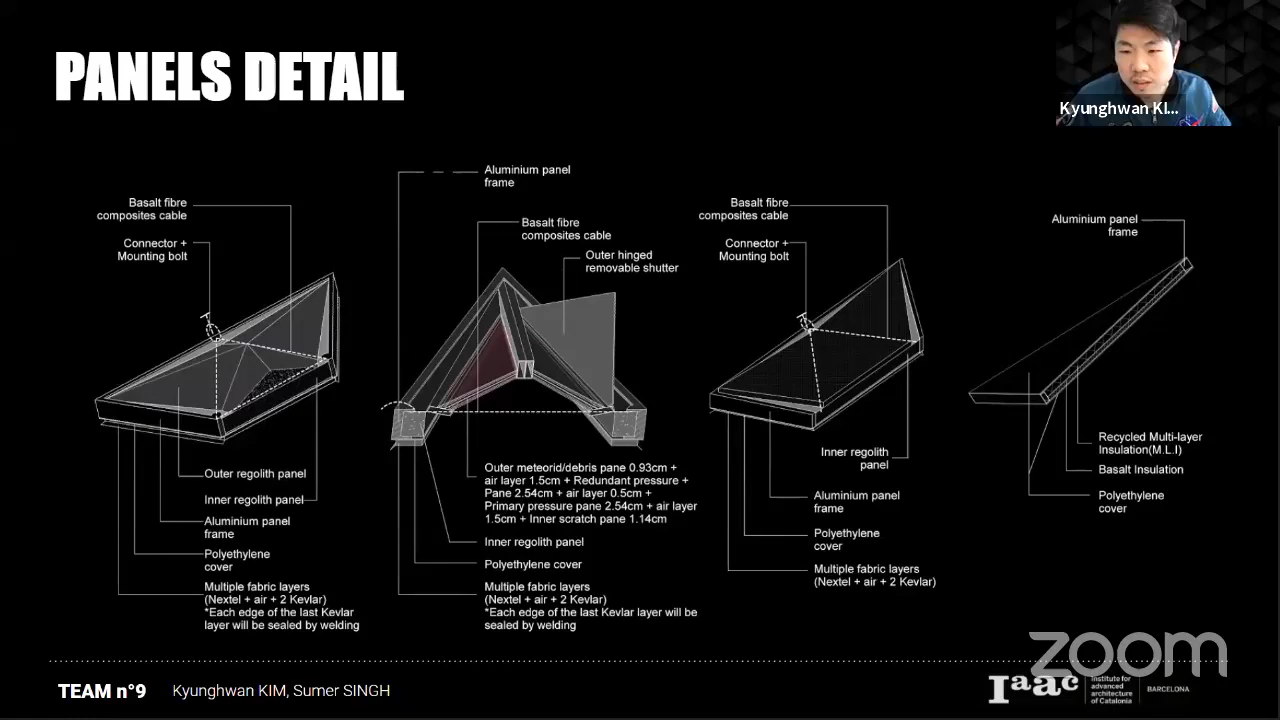 PANELS DETAIL
Kyunghwan KI...
Basalt fibre
composites cable
Connector +
Mounting bolt
Outer regolith panel
Inner regolith panel
Aluminium panel
frame
Polyethylene
cover
Multiple fabric layers
(Nextel + air + 2 Kevlar)
*Each edge of the last Kevlar
layer will be sealed by welding
Aluminium panel
frame
Basalt fibre
composites cable
Outer hinged
removable shutter
Outer meteorid/debris pane 0.93cm +
air layer 1.5cm + Redundant pressure +
Pane 2.54cm + air layer 0.5cm +
Primary pressure pane 2.54cm + air layer
1.5cm + Inner scratch pane 1.14cm
Inner regolith panel
Polyethylene cover
Multiple fabric layers
(Nextel + air + 2 Kevlar)
*Each edge of the last Kevlar layer will be
sealed by welding
Basalt fibre
composites cable
Connector +
Mounting bolt
Inner regolith
panel
Aluminium panel
frame
Polyethylene
cover
Multiple fabric layers
(Nextel + air + 2 Kevlar)
Aluminium panel
frame
Recycled Multi-layer
Insulation(M.L.I)
Basalt Insulation
Polyethylene
cover
zoom
TEAM n°9
Kyunghwan KIM, Sumer SINGH
Iaac
Institute for
advanced
architecture
of Catalonia
BARCELONA